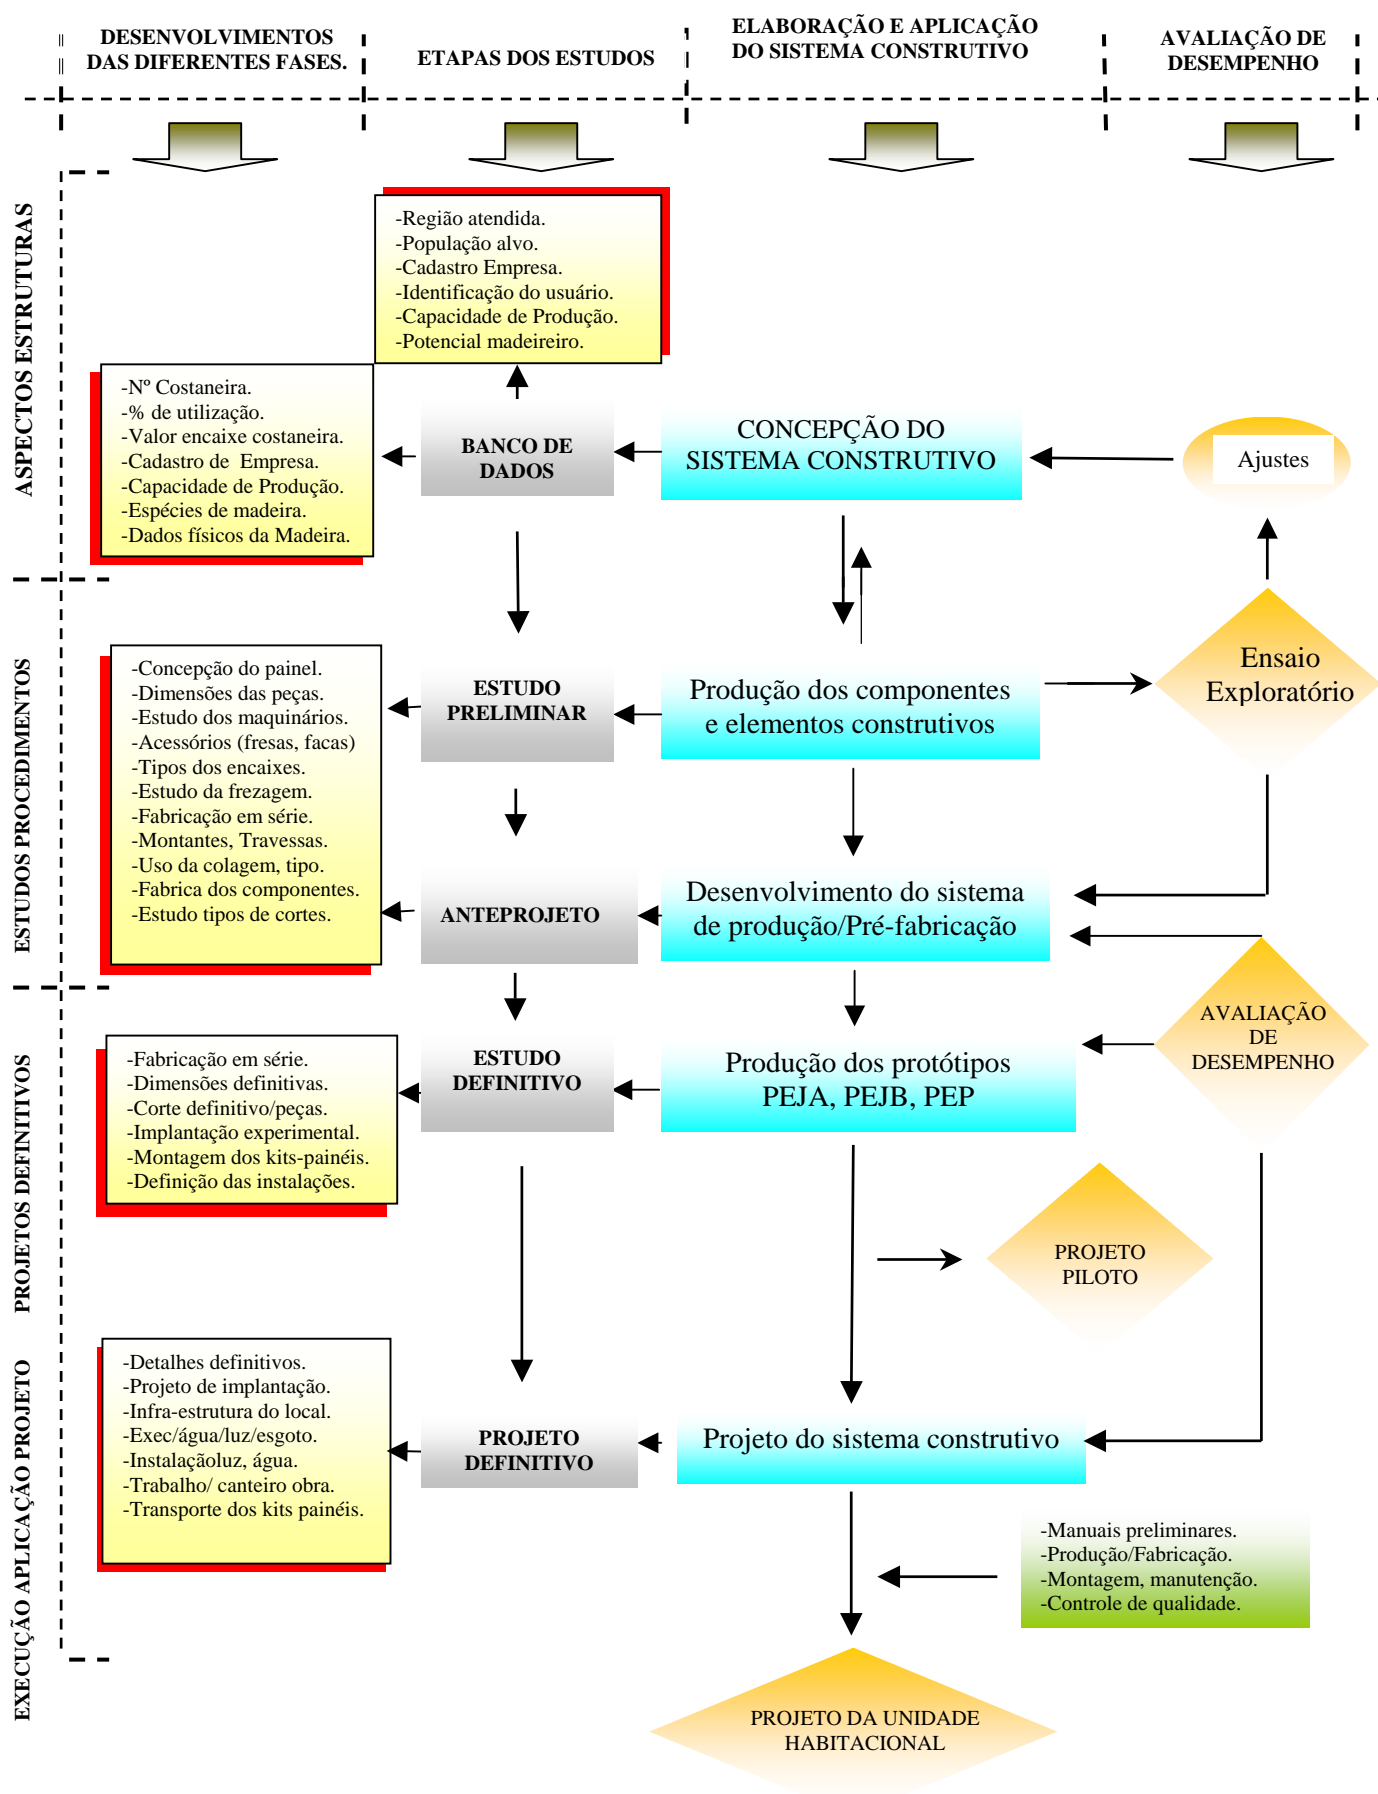 DESENVOLVIMENTOS
DAS DIFERENTES FASES.
ETAPAS DOS ESTUDOS
ELABORAÇÃO E APLICAÇÃO
DO SISTEMA CONSTRUTIVO
AVALIAÇÃO DE
DESEMPENHO
ASPECTOS ESTRUTURAS
-Região atendida.
-População alvo.
-Cadastro Empresa.
-Identificação do usuário.
-Capacidade de Produção.
-Potencial madeireiro.
-Nº Costaneira.
-% de utilização.
-Valor encaixe costaneira.
-Cadastro de Empresa.
-Capacidade de Produção.
-Espécies de madeira.
-Dados físicos da Madeira.
BANCO DE
DADOS
CONCEPÇÃO DO
SISTEMA CONSTRUTIVO
Ajustes
ESTUDOS PROCEDIMENTOS
-Concepção do painel.
-Dimensões das peças.
-Estudo dos maquinários.
-Acessórios (fresas, facas)
-Tipos dos encaixes.
-Estudo da frezagem.
-Fabricação em série.
-Montantes, Travessas.
-Uso da colagem, tipo.
-Fabrica dos componentes.
-Estudo tipos de cortes.
ESTUDO
PRELIMINAR
Produção dos componentes
e elementos construtivos
Ensaio
Exploratório
ANTEPROJETO
Desenvolvimento do sistema
de produção/Pré-fabricação
PROJETOS DEFINITIVOS
-Fabricação em série.
-Dimensões definitivas.
-Corte definitivo/peças.
-Implantação experimental.
-Montagem dos kits-painéis.
-Definição das instalações.
ESTUDO
DEFINITIVO
Produção dos protótipos
PEJA, PEJB, PEP
AVALIAÇÃO
DE
DESEMPENHO
PROJETO
PILOTO
EXECUÇÃO APLICAÇÃO PROJETO
-Detalhes definitivos.
-Projeto de implantação.
-Infra-estrutura do local.
-Exec/água/luz/esgoto.
-Instalaçãoluz, água.
-Trabalho/ canteiro obra.
-Transporte dos kits painéis.
PROJETO
DEFINITIVO
Projeto do sistema construtivo
-Manuais preliminares.
-Produção/Fabricação.
-Montagem, manutenção.
-Controle de qualidade.
PROJETO DA UNIDADE
HABITACIONAL